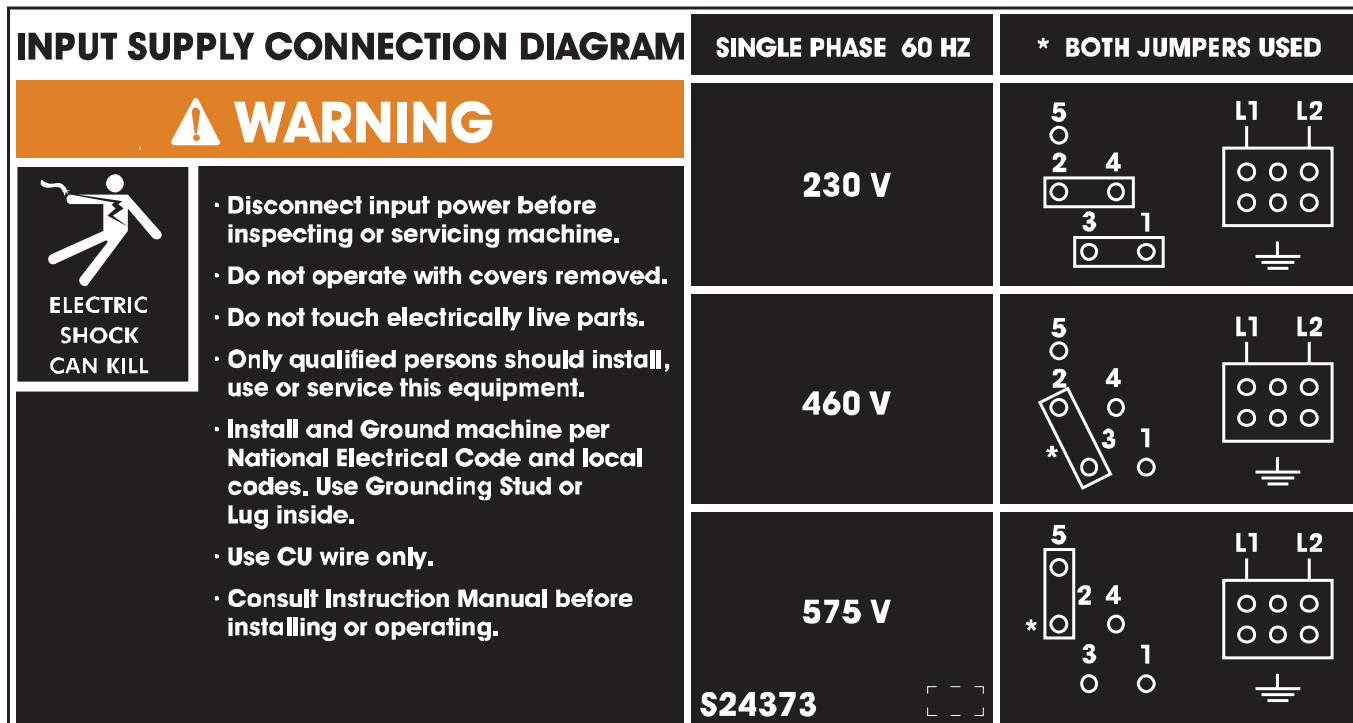 INPUT SUPPLY CONNECTION DIAGRAM
WARNING
ELECTRIC
SHOCK
CAN KILL
· Disconnect input power before
inspecting or servicing machine.
· Do not operate with covers removed.
· Do not touch electrically live parts.
· Only qualified persons should install,
use or service this equipment.
· Install and Ground machine per
National Electrical Code and local
codes. Use Grounding Stud or
Lug inside.
· Use CU wire only.
· Consult Instruction Manual before
installing or operating.
SINGLE PHASE 60 HZ
* BOTH JUMPERS USED
230 V
5
2 4
3 1
L1 L2
460 V
5
2 4
3 1
*
L1 L2
575 V
5
2 4
*
3 1
L1 L2
S24373